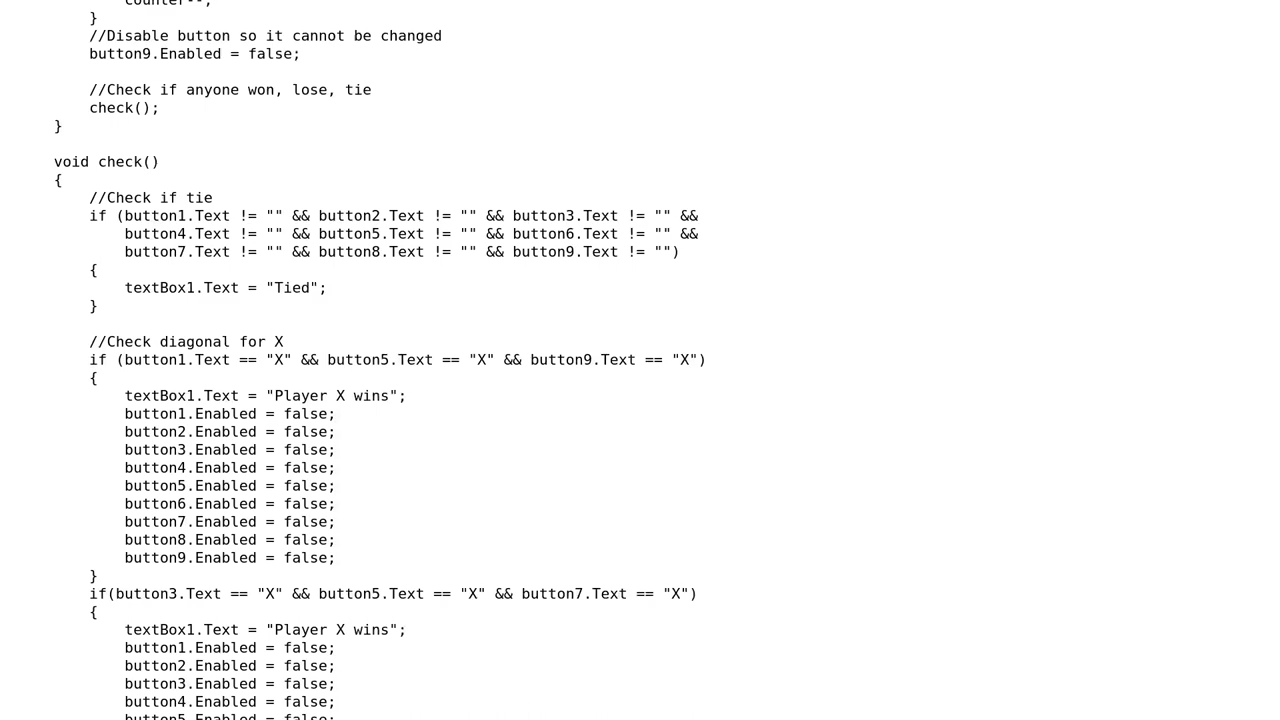 counter--;
}
//Disable button so it cannot be changed
button9.Enabled = false;
//Check if anyone won, lose, tie
check();
}
void check()
{
//Check if tie
if (button1.Text != "" && button2.Text != "" && button3.Text != "" &&
button4.Text != "" && button5.Text != "" && button6.Text != "" &&
button7.Text != "" && button8.Text != "" && button9.Text != "")
{
textBox1.Text = "Tied";
}
//Check diagonal for X
if (button1.Text == "X" && button5.Text == "X" && button9.Text == "X")
{
textBox1.Text = "Player X wins";
button1.Enabled = false;
button2.Enabled = false;
button3.Enabled = false;
button4.Enabled = false;
button5.Enabled = false;
button6.Enabled = false;
button7.Enabled = false;
button8.Enabled = false;
button9.Enabled = false;
}
if(button3.Text == "X" && button5.Text == "X" && button7.Text == "X")
{
textBox1.Text = "Player X wins";
button1.Enabled = false;
button2.Enabled = false;
button3.Enabled = false;
button4.Enabled = false;
button5.Enabled = false;